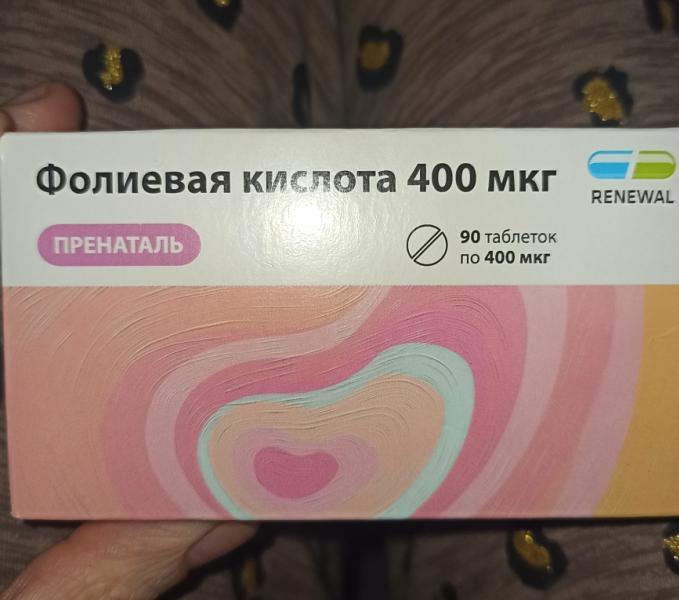 Фолиевая кислота 400 мкг
RENEWAL
ПРЕНАТАЛЬ
90 таблеток
по 400 мкг